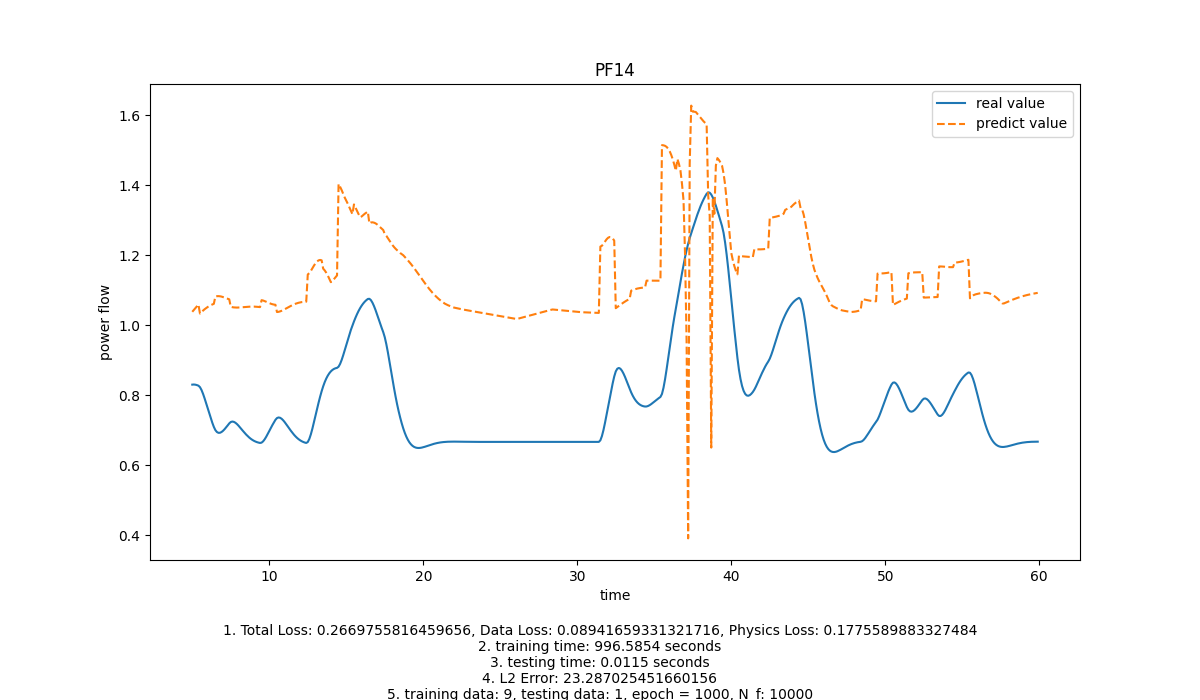 PF14
real value
predict value
power flow
1.6
1.4
1.2
1.0
0.8
0.6
0.4
10
20
30
40
50
60
time
1. Total Loss: 0.2669755816459656, Data Loss: 0.08941659331321716, Physics Loss: 0.1775589883327484
2. training time: 996.5854 seconds
3. testing time: 0.0115 seconds
4. L2 Error: 23.287025451660156
5. training data: 9, testing data: 1, epoch = 1000, N_f: 10000